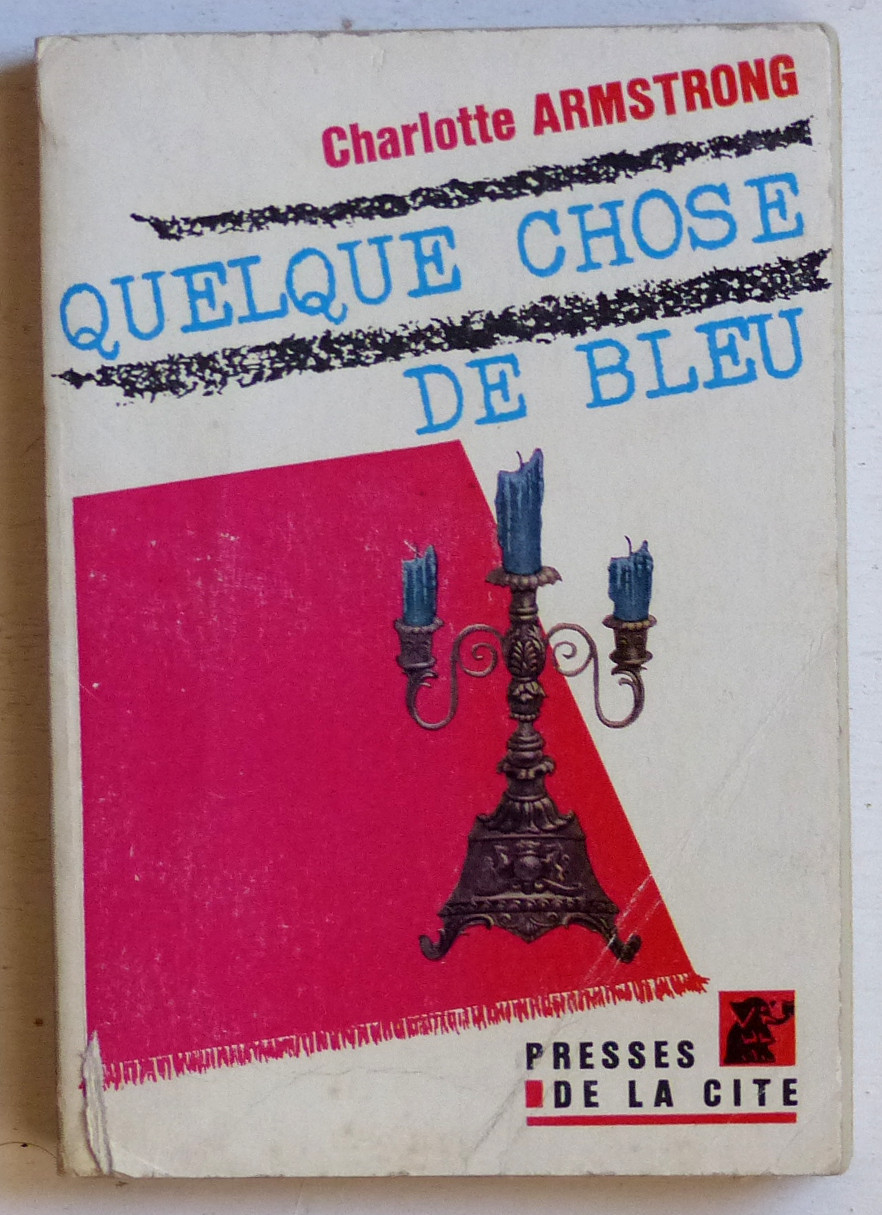 Charlotte ARMSTRONG
QUELQUE CHOSE
DE BLEU
PRESSES
DE LA CITE